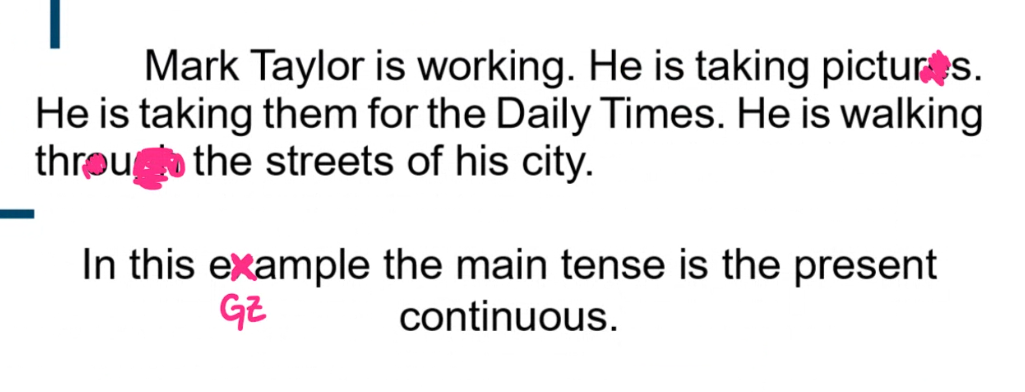 Mark Taylor is working. He is taking pictures.
He is taking them for the Daily Times. He is walking
through the streets of his city.
In this example the main tense is the present
GZ
continuous.